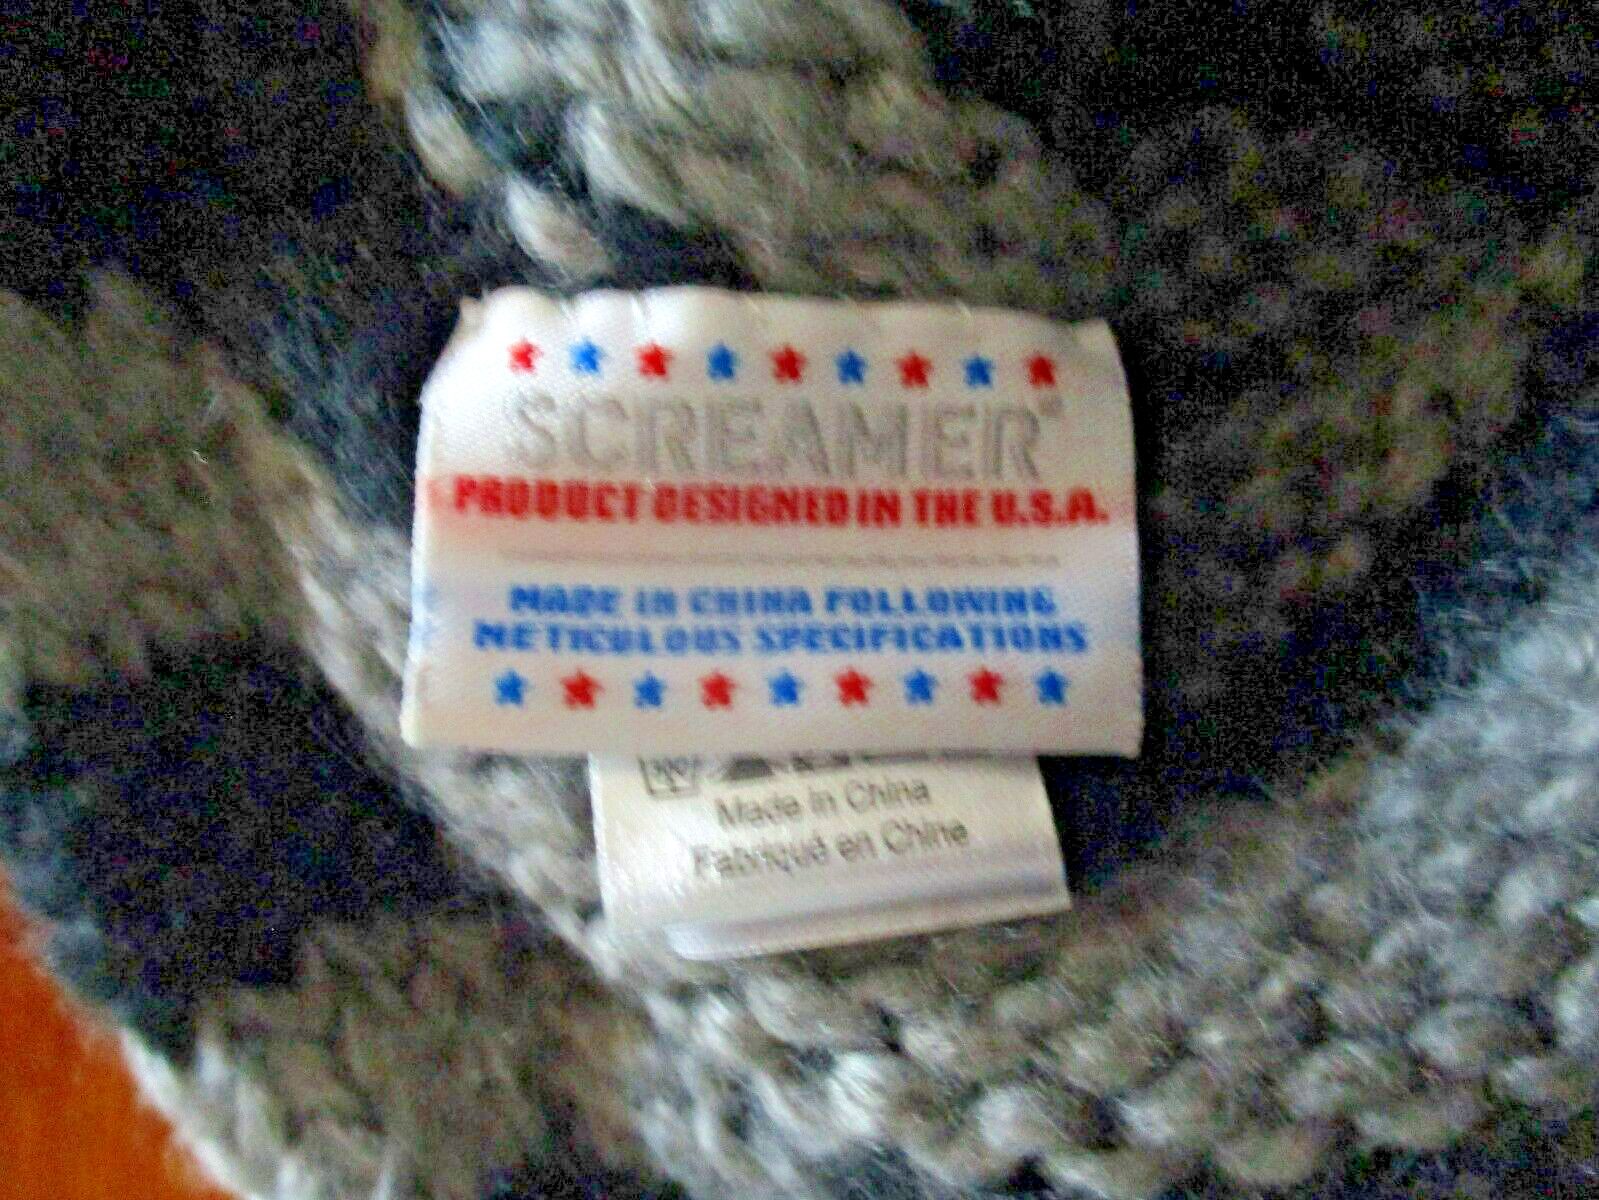 SCREAMER®
PRODUCT DESIGNED IN THE U.S.A.
MADE IN CHINA FOLLOWING
METICULOUS SPECIFICATIONS
Made in China
Fabriqué en Chine